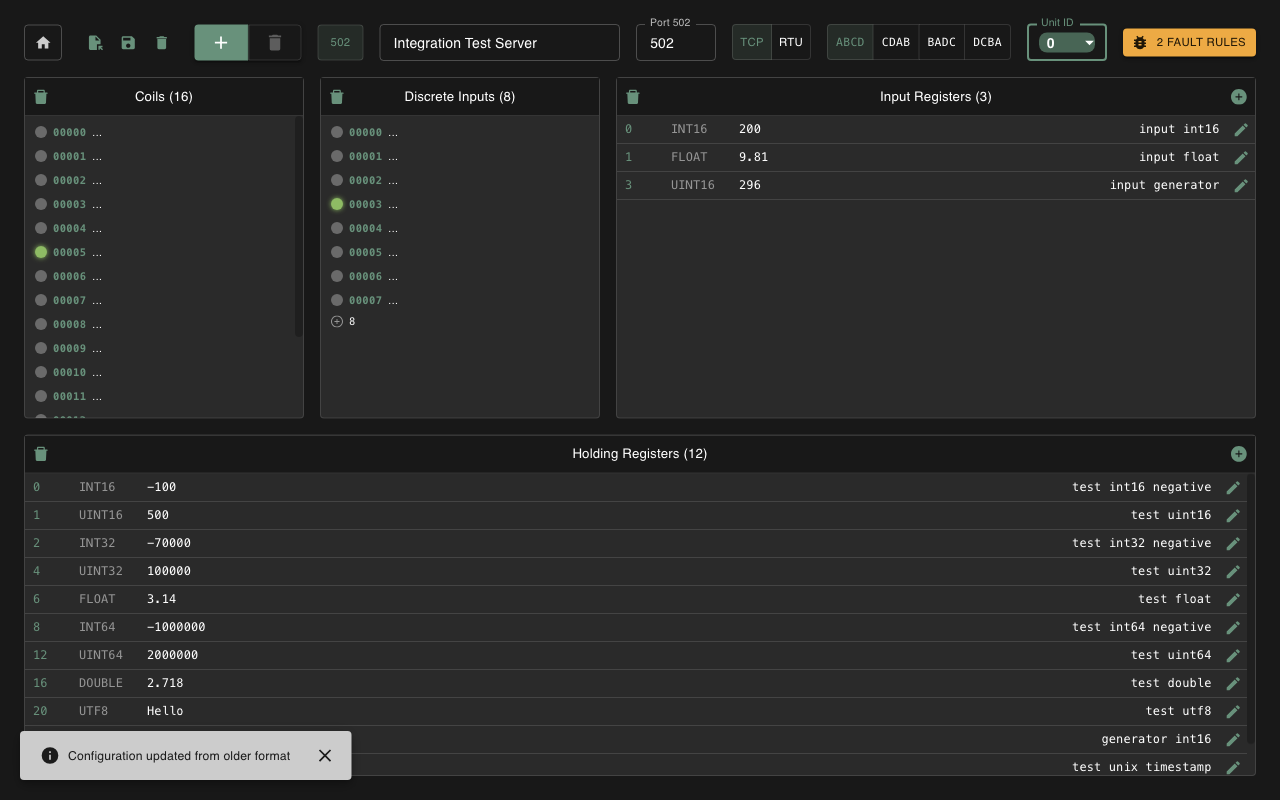 502
Integration Test Server
Port 502
502
TCP
RTU
ABCD
CDAB
BADC
DCBA
Unit ID
0
2 FAULT RULES
Coils (16)
00000 ...
00001 ...
00002 ...
00003 ...
00004 ...
00005 ...
00006 ...
00007 ...
00008 ...
00009 ...
00010 ...
00011 ...
Discrete Inputs (8)
00000 ...
00001 ...
00002 ...
00003 ...
00004 ...
00005 ...
00006 ...
00007 ...
8
Input Registers (3)
0 INT16 200 input int16
1 FLOAT 9.81 input float
3 UINT16 296 input generator
Holding Registers (12)
0 INT16 -100 test int16 negative
1 UINT16 500 test uint16
2 INT32 -70000 test int32 negative
4 UINT32 100000 test uint32
6 FLOAT 3.14 test float
8 INT64 -1000000 test int64 negative
12 UINT64 2000000 test uint64
16 DOUBLE 2.718 test double
20 UTF8 Hello test utf8
generator int16
test unix timestamp
Configuration updated from older format